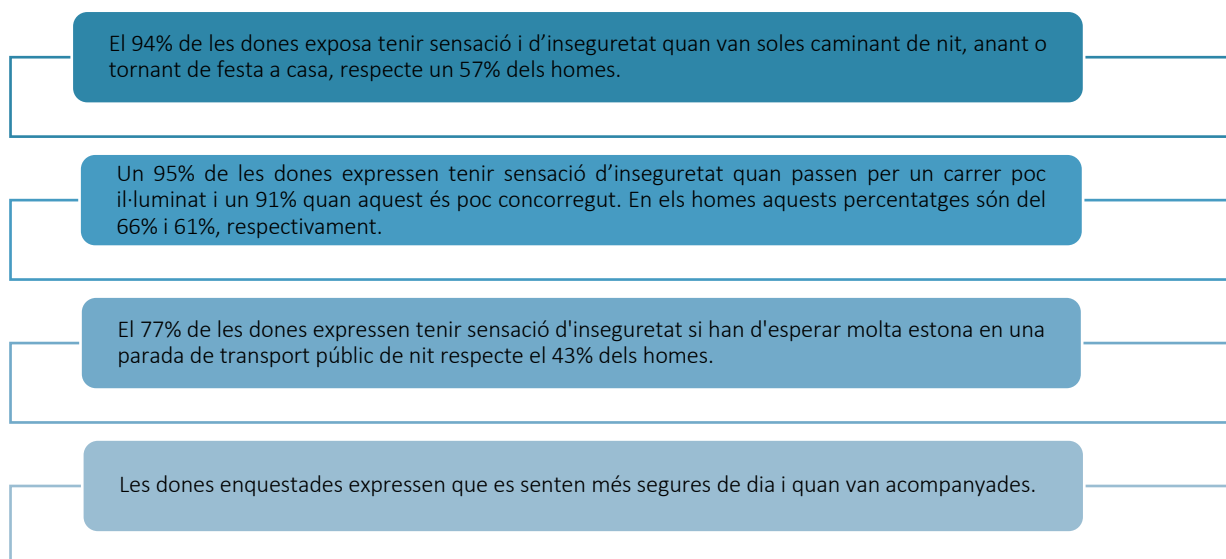 El 94% de les dones exposa tenir sensació i d’inseguretat quan van soles caminant de nit, anant o
tornant de festa a casa, respecte un 57% dels homes.
Un 95% de les dones expressen tenir sensació d’inseguretat quan passen per un carrer poc
il·luminat i un 91% quan aquest és poc concorregut. En els homes aquests percentatges són del
66% i 61%, respectivament.
El 77% de les dones expressen tenir sensació d'inseguretat si han d'esperar molta estona en una
parada de transport públic de nit respecte el 43% dels homes.
Les dones enquestades expressen que es senten més segures de dia i quan van acompanyades.